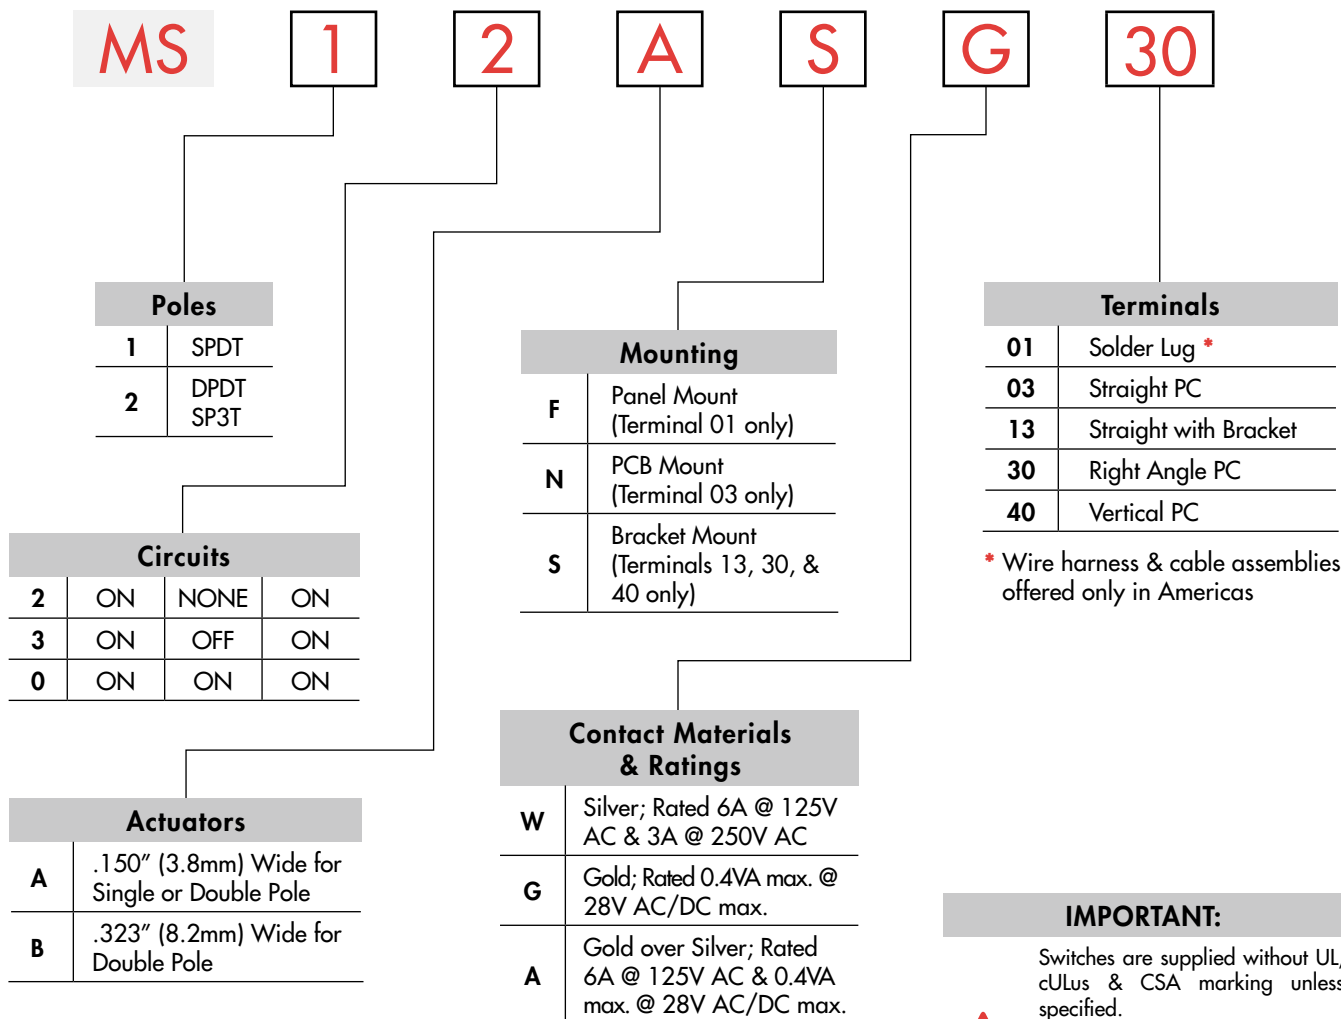 MS 1 2 A S G 30
Poles
1 SPDT
2 DPDT
SP3T
Circuits
2 ON NONE ON
3 ON OFF ON
0 ON ON ON
Actuators
A .150″ (3.8mm) Wide for
Single or Double Pole
B .323″ (8.2mm) Wide for
Double Pole
Mounting
F Panel Mount
(Terminal 01 only)
N PCB Mount
(Terminal 03 only)
S Bracket Mount
(Terminals 13, 30, &
40 only)
Contact Materials
& Ratings
W Silver; Rated 6A @ 125V
AC & 3A @ 250V AC
G Gold; Rated 0.4VA max. @
28V AC/DC max.
A Gold over Silver; Rated
6A @ 125V AC & 0.4VA
max. @ 28V AC/DC max.
Terminals
01 Solder Lug *
03 Straight PC
13 Straight with Bracket
30 Right Angle PC
40 Vertical PC
* Wire harness & cable assemblies
offered only in Americas
IMPORTANT:
Switches are supplied without UL,
cULus & CSA marking unless
specified.